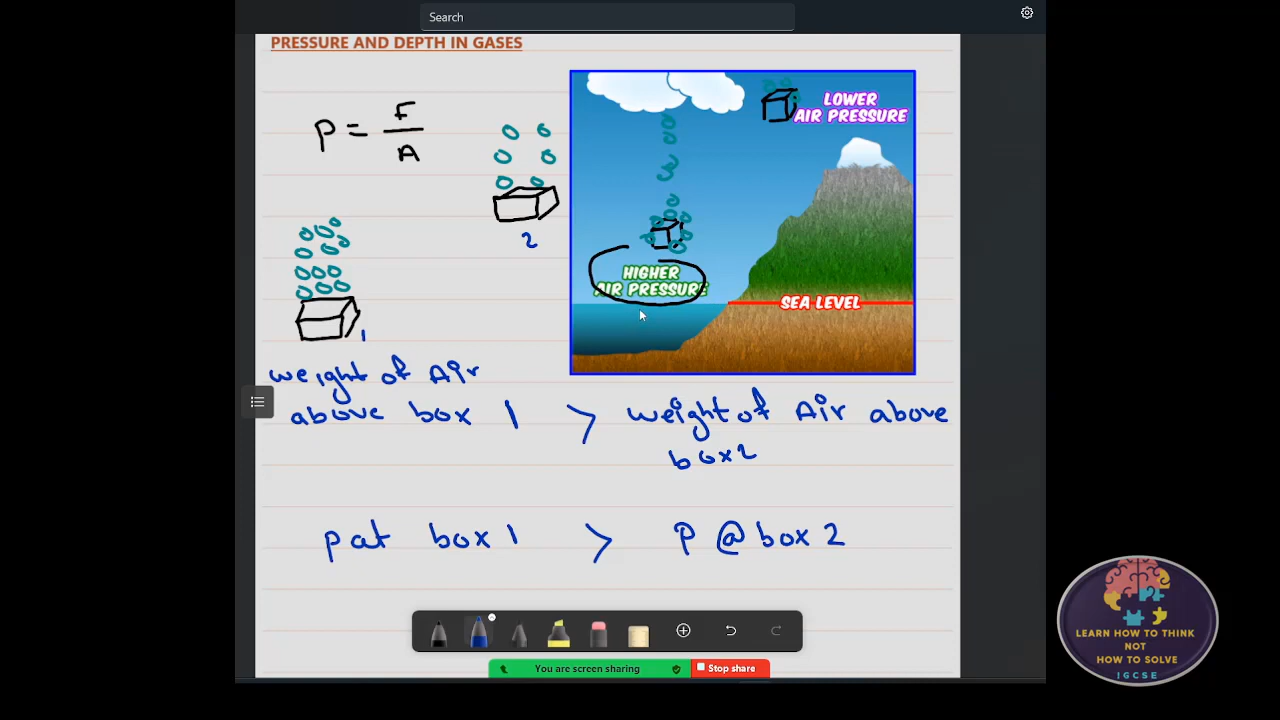 Search
PRESSURE AND DEPTH IN GASES
P = F
A
LOWER
AIR PRESSURE
2
HIGHER
AIR PRESSURE
SEA LEVEL
1
weight of Air
above box 1 > weight of Air above
box 2
p at box 1 > P @ box 2
You are screen sharing
Stop share
LEARN HOW TO THINK
NOT
HOW TO SOLVE
!GCSE